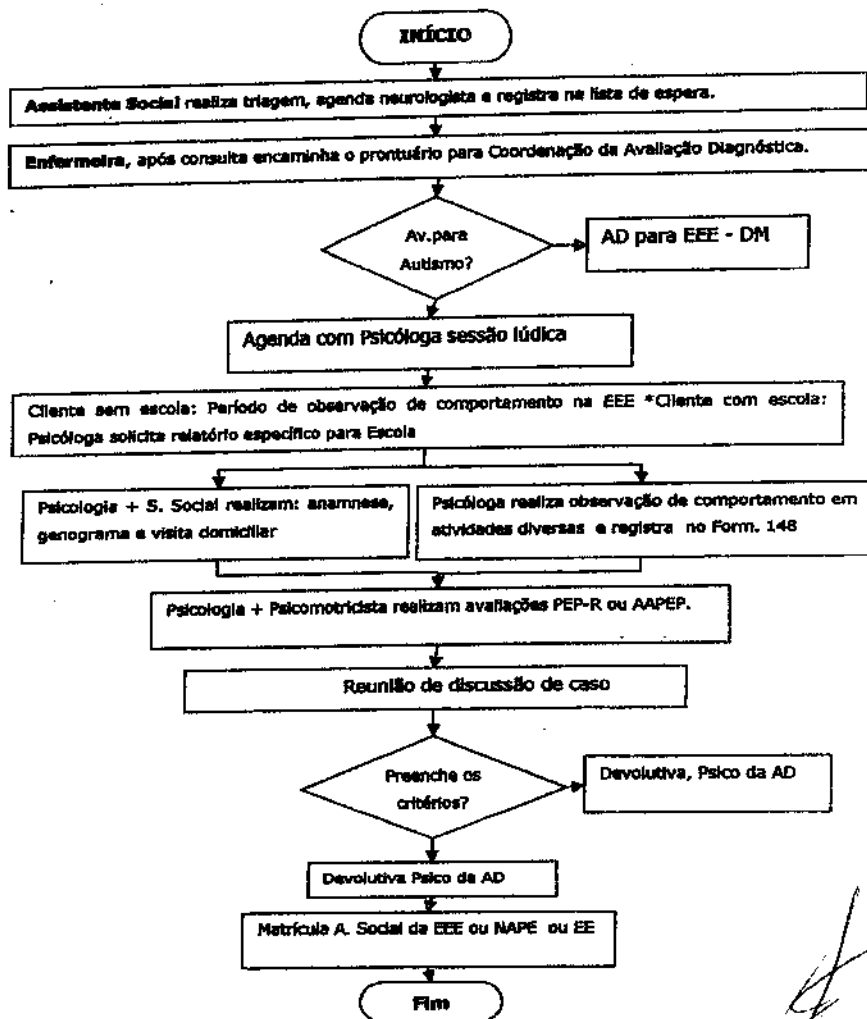 INÍCIO
Assistente Social realiza triagem, agenda neurologista e registra na lista de espera.
Enfermeira, após consulta encaminha o prontuário para Coordenação da Avaliação Diagnóstica.
Av.para
Autismo?
AD para EEE - DM
Agenda com Psicóloga sessão lúdica
Cliente sem escola: Período de observação de comportamento na EEE *Cliente com escola:
Psicóloga solicita relatório específico para Escola
Psicologia + S. Social realizam: anamnese,
genograma e visita domiciliar
Psicóloga realiza observação de comportamento em
atividades diversas e registra no Form. 148
Psicologia + Psicomotricista realizam avaliações PEP-R ou AAPEP.
Reunião de discussão de caso
Preenche os
critérios?
Devolutiva, Psico da AD
Devolutiva Psico da AD
Matrícula A. Social da EEE ou NAPE ou EE
Fim